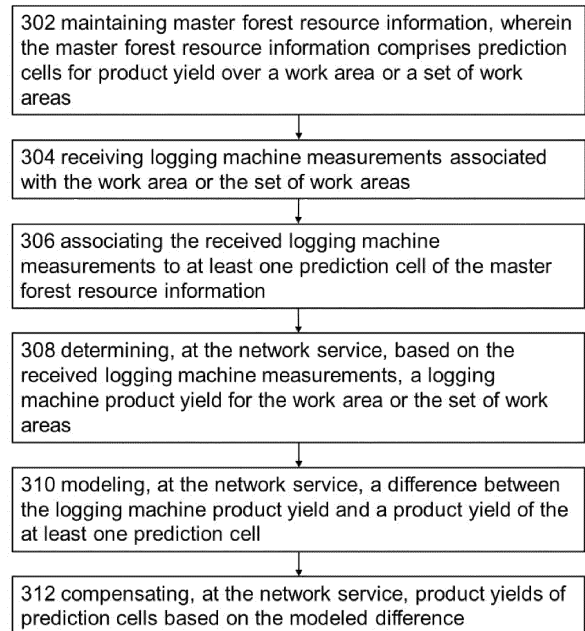 302 maintaining master forest resource information, wherein
the master forest resource information comprises prediction
cells for product yield over a work area or a set of work
areas
304 receiving logging machine measurements associated
with the work area or the set of work areas
306 associating the received logging machine
measurements to at least one prediction cell of the master
forest resource information
308 determining, at the network service, based on the
received logging machine measurements, a logging
machine product yield for the work area or the set of work
areas
310 modeling, at the network service, a difference between
the logging machine product yield and a product yield of the
at least one prediction cell
312 compensating, at the network service, product yields of
prediction cells based on the modeled difference